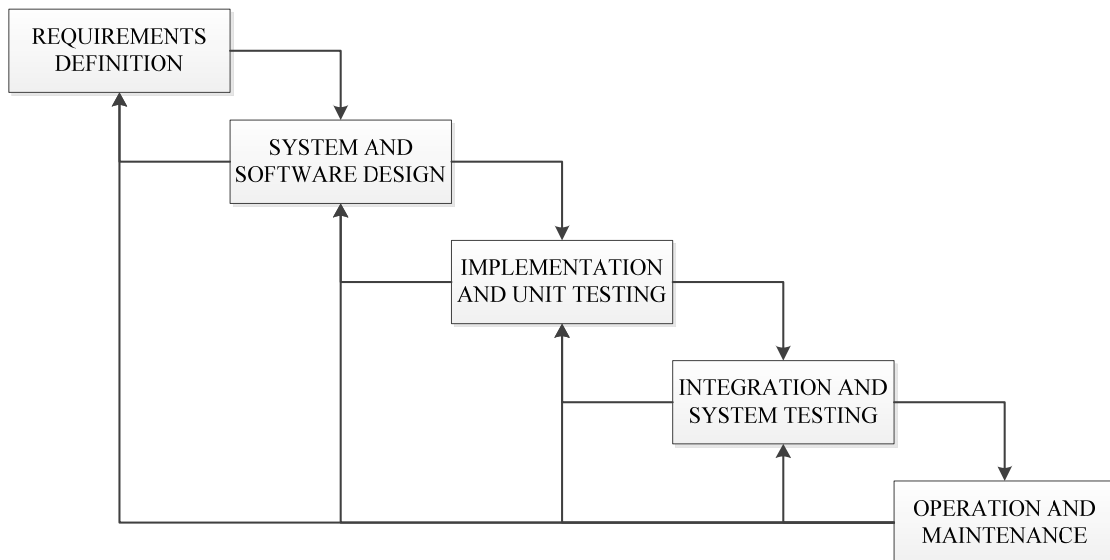 REQUIREMENTS
DEFINITION
SYSTEM AND
SOFTWARE DESIGN
IMPLEMENTATION
AND UNIT TESTING
INTEGRATION AND
SYSTEM TESTING
OPERATION AND
MAINTENANCE